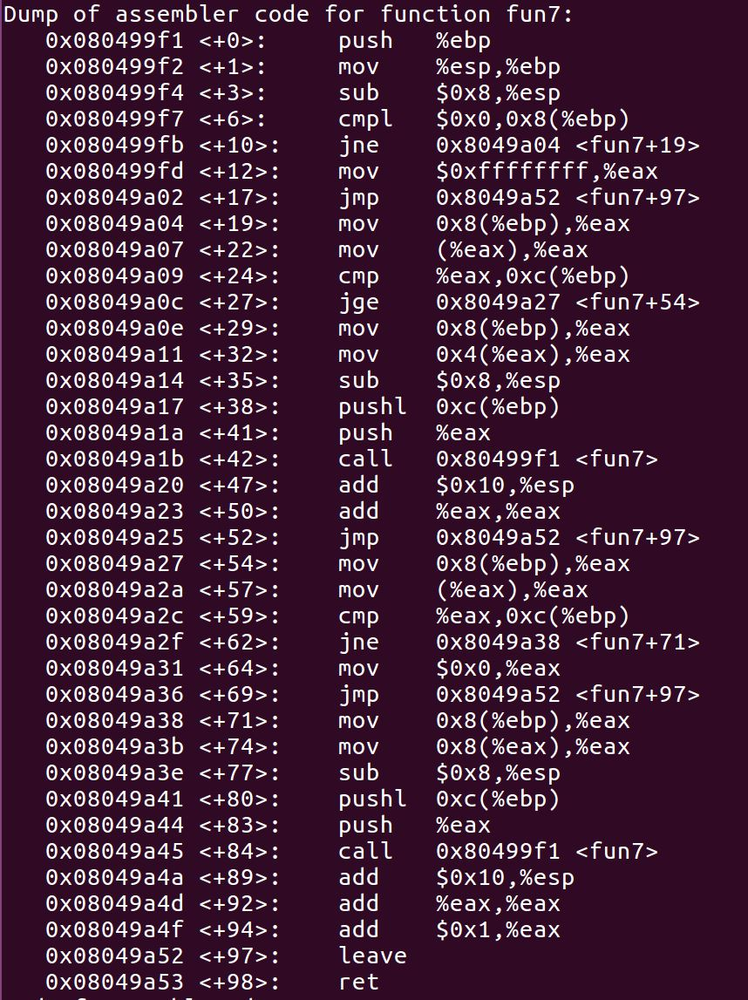 Dump of assembler code for function fun7:
   0x080499f1 <+0>:	push   %ebp
   0x080499f2 <+1>:	mov    %esp,%ebp
   0x080499f4 <+3>:	sub    $0x8,%esp
   0x080499f7 <+6>:	cmpl   $0x0,0x8(%ebp)
   0x080499fb <+10>:	jne    0x8049a04 <fun7+19>
   0x080499fd <+12>:	mov    $0xffffffff,%eax
   0x08049a02 <+17>:	jmp    0x8049a52 <fun7+97>
   0x08049a04 <+19>:	mov    0x8(%ebp),%eax
   0x08049a07 <+22>:	mov    (%eax),%eax
   0x08049a09 <+24>:	cmp    %eax,0xc(%ebp)
   0x08049a0c <+27>:	jge    0x8049a27 <fun7+54>
   0x08049a0e <+29>:	mov    0x8(%ebp),%eax
   0x08049a11 <+32>:	mov    0x4(%eax),%eax
   0x08049a14 <+35>:	sub    $0x8,%esp
   0x08049a17 <+38>:	pushl  0xc(%ebp)
   0x08049a1a <+41>:	push   %eax
   0x08049a1b <+42>:	call   0x80499f1 <fun7>
   0x08049a20 <+47>:	add    $0x10,%esp
   0x08049a23 <+50>:	add    %eax,%eax
   0x08049a25 <+52>:	jmp    0x8049a52 <fun7+97>
   0x08049a27 <+54>:	mov    0x8(%ebp),%eax
   0x08049a2a <+57>:	mov    (%eax),%eax
   0x08049a2c <+59>:	cmp    %eax,0xc(%ebp)
   0x08049a2f <+62>:	jne    0x8049a38 <fun7+71>
   0x08049a31 <+64>:	mov    $0x0,%eax
   0x08049a36 <+69>:	jmp    0x8049a52 <fun7+97>
   0x08049a38 <+71>:	mov    0x8(%ebp),%eax
   0x08049a3b <+74>:	mov    0x8(%eax),%eax
   0x08049a3e <+77>:	sub    $0x8,%esp
   0x08049a41 <+80>:	pushl  0xc(%ebp)
   0x08049a44 <+83>:	push   %eax
   0x08049a45 <+84>:	call   0x80499f1 <fun7>
   0x08049a4a <+89>:	add    $0x10,%esp
   0x08049a4d <+92>:	add    %eax,%eax
   0x08049a4f <+94>:	add    $0x1,%eax
   0x08049a52 <+97>:	leave
   0x08049a53 <+98>:	ret